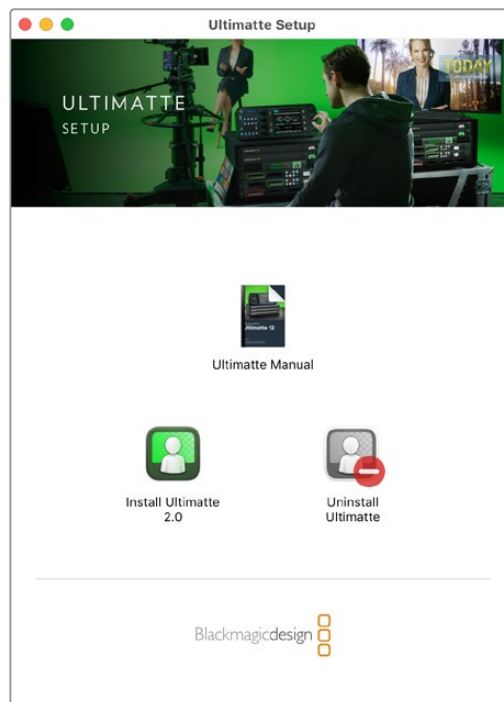 Ultimatte Setup
ULTIMATTE
SETUP
TODAY
Ultimatte 12
Ultimatte Manual
Install Ultimatte
2.0
Uninstall
Ultimatte
Blackmagicdesign